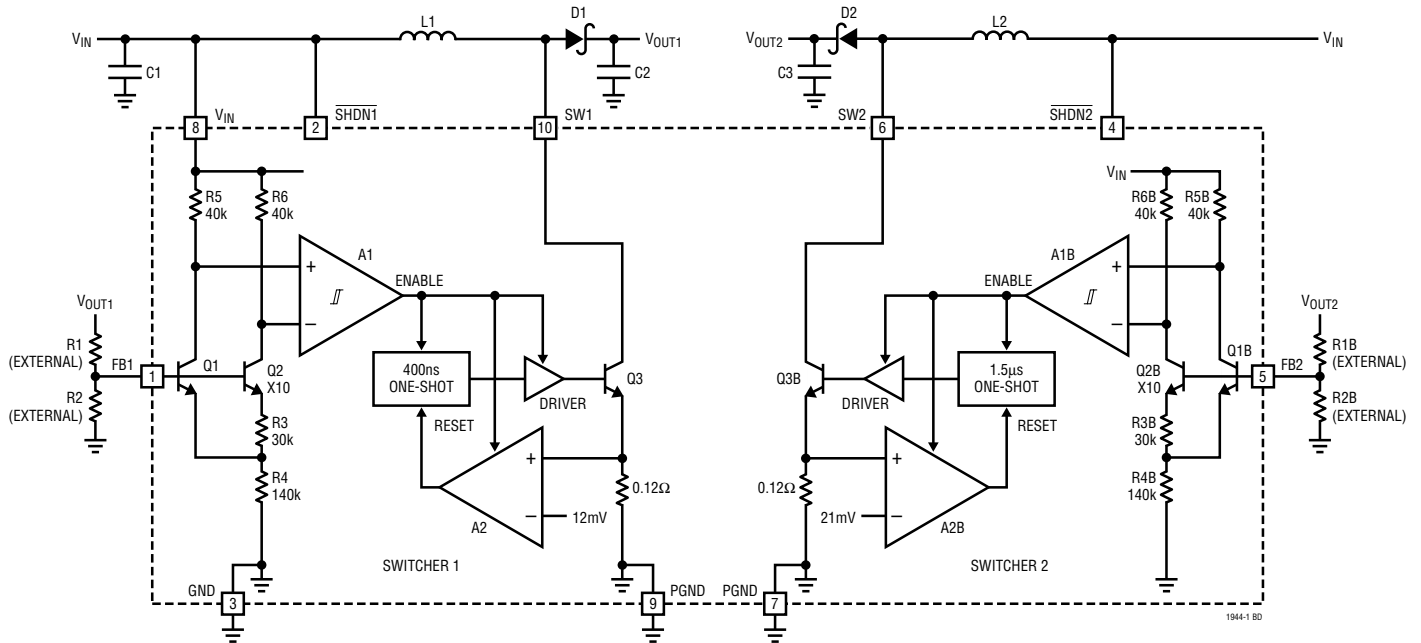 VIN
C1
L1
D1
VOUT1
C2
VOUT2
D2
C3
L2
VIN
8
VIN
2
SHDN1
10
SW1
SW2
6
4
SHDN2
R5
40k
R6
40k
A1
+
−
ENABLE
VOUT1
R1
(EXTERNAL)
FB1
1
R2
(EXTERNAL)
Q1
Q2
X10
R3
30k
R4
140k
400ns
ONE-SHOT
DRIVER
RESET
Q3
A2
+
−
12mV
0.12Ω
SWITCHER 1
GND
3
9
PGND
VIN
R6B
40k
R5B
40k
A1B
+
−
ENABLE
Q3B
DRIVER
1.5µs
ONE-SHOT
RESET
Q2B
X10
Q1B
5
FB2
VOUT2
R1B
(EXTERNAL)
R2B
(EXTERNAL)
R3B
30k
R4B
140k
0.12Ω
+
−
21mV
A2B
SWITCHER 2
PGND
7
1944-1 BD